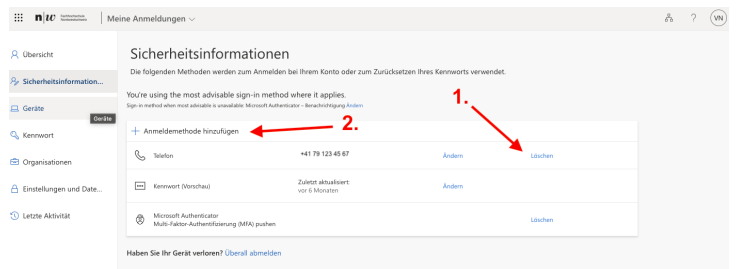 n|w Fachhochschule Nordwestschweiz
Meine Anmeldungen
?
VN
Übersicht
Sicherheitsinformation...
Geräte
Geräte
Kennwort
Organisationen
Einstellungen und Date...
Letzte Aktivität
Sicherheitsinformationen
Die folgenden Methoden werden zum Anmelden bei Ihrem Konto oder zum Zurücksetzen Ihres Kennworts verwendet.
You're using the most advisable sign-in method where it applies.
Sign-in method when most advisable is unavailable: Microsoft Authenticator – Benachrichtigung Ändern
1.
+ Anmeldemethode hinzufügen
2.
Telefon +41 79 123 45 67 Ändern Löschen
Kennwort (Vorschau) Zuletzt aktualisiert: Ändern
vor 6 Monaten
Microsoft Authenticator
Multi-Faktor-Authentifizierung (MFA) pushen Löschen
Haben Sie Ihr Gerät verloren? Überall abmelden